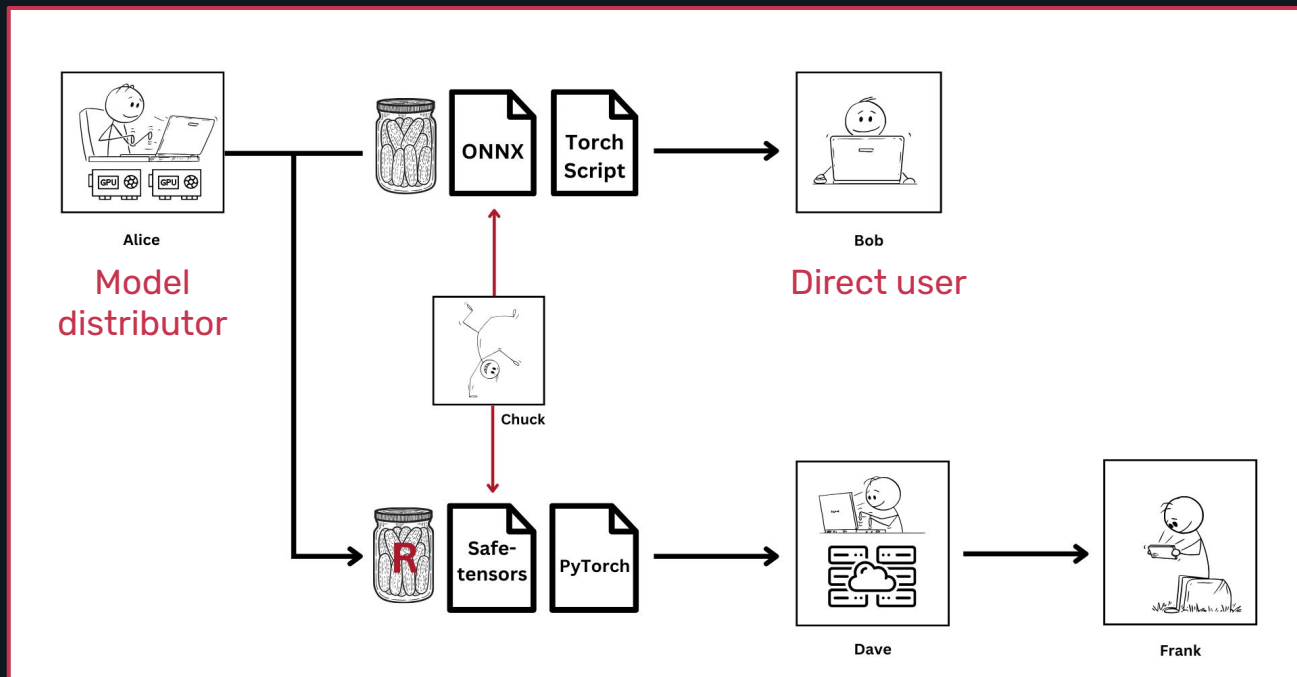 GPU
GPU
ONNX
Torch
Script
Alice
Bob
Model
distributor
Direct user
Chuck
R
Safe-
tensors
PyTorch
Dave
Frank